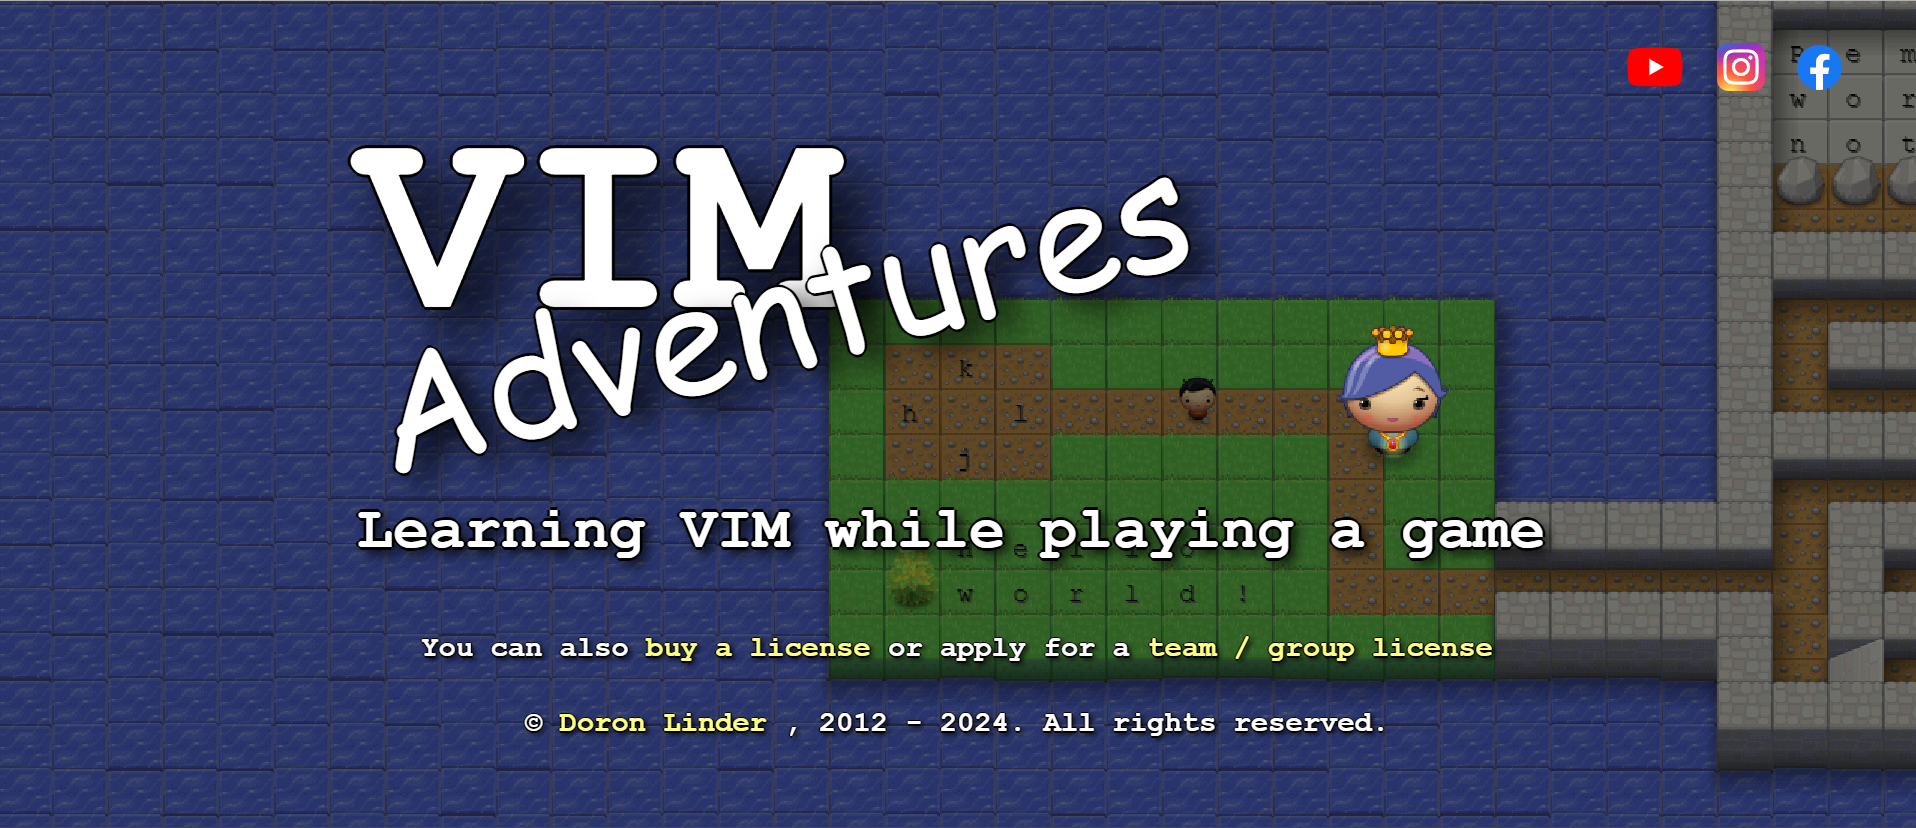 P e m
w o r
n o t
VIM
Adventures
k
h l
j
Learning VIM while playing a game
h e l l o
w o r l d !
You can also buy a license or apply for a team / group license
© Doron Linder , 2012 - 2024. All rights reserved.